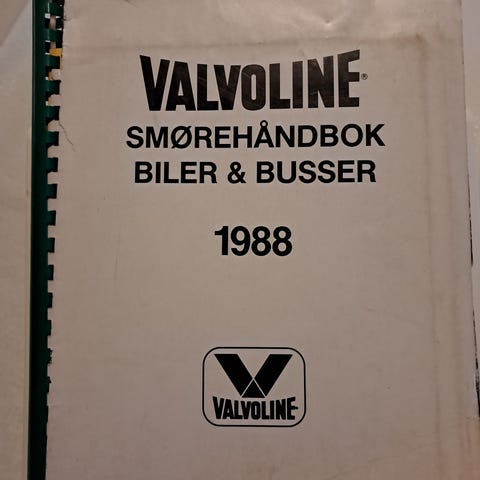 VALVOLINE®
SMØREHÅNDBOK
BILER & BUSSER
1988
VALVOLINE